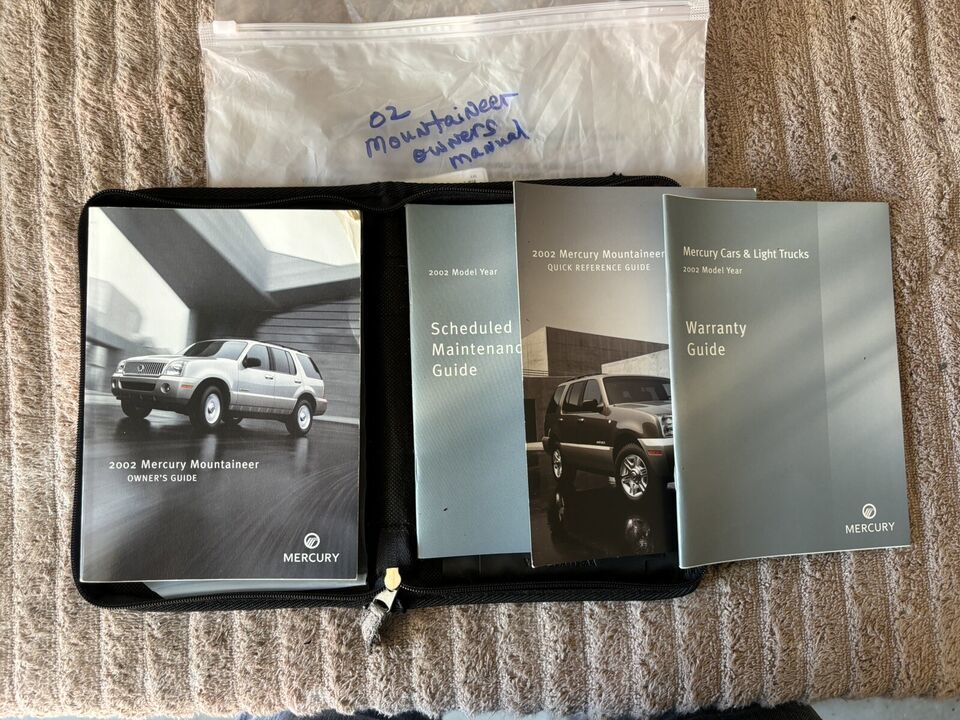 02
Mountaineer
owners
manual
2002 Mercury Mountaineer
OWNER'S GUIDE
MERCURY
2002 Model Year
Scheduled
Maintenanc
Guide
2002 Mercury Mountaineer
QUICK REFERENCE GUIDE
Mercury Cars & Light Trucks
2002 Model Year
Warranty
Guide
MERCURY